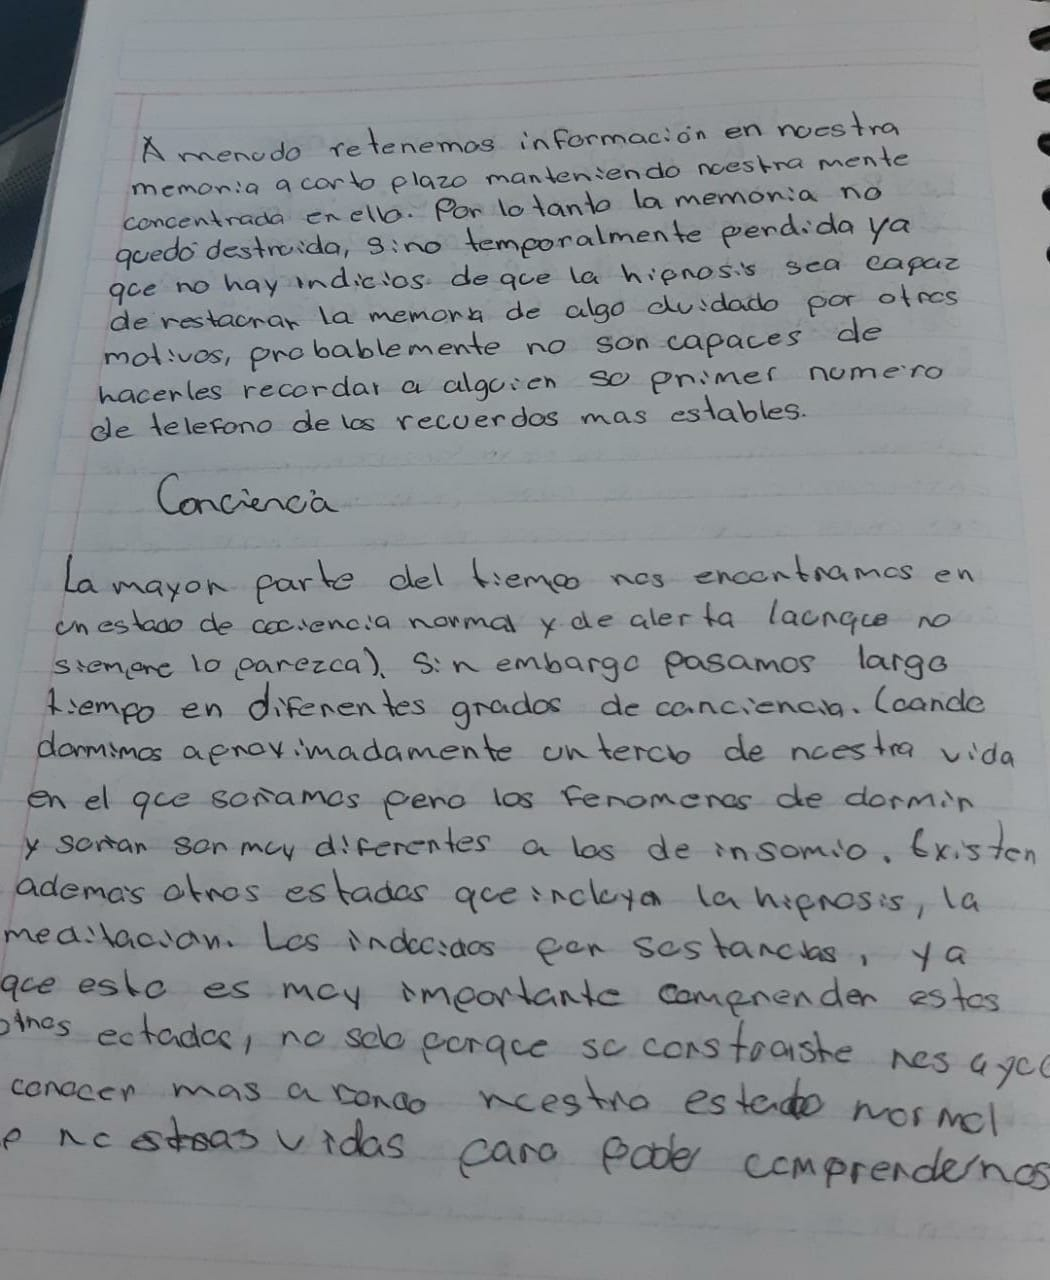 A menudo retenemos información en nuestra
memoria a corto plazo manteniendo nuestra mente
concentrada en ello. Por lo tanto la memoria no
quedó destruida, sino temporalmente perdida ya
que no hay indicios de que la hipnosis sea capaz
de restaurar la memoria de algo olvidado por otros
motivos, probablemente no son capaces de
hacerles recordar a alguien su primer numero
de telefono de los recuerdos mas estables.
Conciencia
La mayor parte del tiempo nos encontramos en
un estado de cociencia normal y de alerta (aunque no
siempre lo parezca). Sin embargo pasamos largo
tiempo en diferentes grados de conciencia. Cuando
dormimos aproximadamente un tercio de nuestra vida
en el que soñamos pero los fenomenos de dormir
y soñar son muy diferentes a los de insomio. Existen
ademas otros estados que incluya la hipnosis, la
meditacion. Los inducidos por sustancias, ya
que esto es muy importante comprender estos
otros estados, no solo porque su constraste nos
conocer mas a fondo nuestro estado normal
nuestras vidas para poder comprendernos